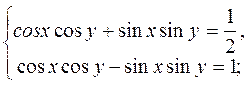 cosx cos y + sin x sin y = 1/2,
cos x cos y − sin x sin y = 1;